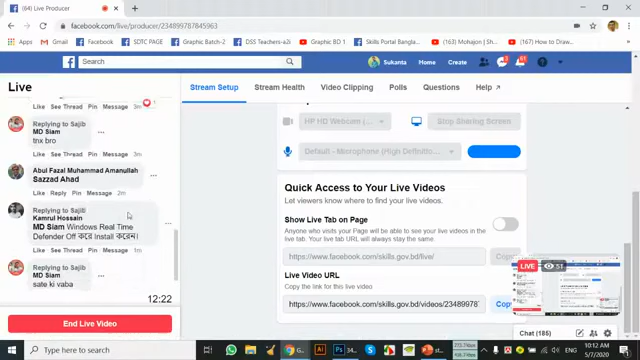 (64) Live Producer
facebook.com/live/producer/234899787845963
Apps
Gmail
Facebook
SDTC PAGE
Graphic Batch-2
DSS Teachers-a2i
Graphic BD 1
Skills Portal Bangla...
(163) Mohajon | Sh...
(167) How to Draw...
Search
Sukanta
Home
Create
Live
Stream Setup
Stream Health
Video Clipping
Polls
Questions
Help
Like See Thread Pin Message 3m
Replying to Sajib
MD Siam
tnx bro
Like See Thread Pin Message 3m
Abul Fazal Muhammad Amanullah
Sazzad Ahad
Like Reply Pin Message 2m
Replying to Sajib
Kamrul Hossain
MD Siam Windows Real Time
Defender Off করে Install করেন।
Like See Thread Pin Message 1m
Replying to Sajib
MD Siam
sate ki vaba
12:22
End Live Video
HP HD Webcam (...
Stop Sharing Screen
Default - Microphone (High Definition...
Quick Access to Your Live Videos
Let viewers know where to find your live videos.
Show Live Tab on Page
Anyone who visits your Page will be able to see your live videos in the live tab. Your live tab URL will always stay the same.
https://www.facebook.com/skills.gov.bd/live/
Live Video URL
Copy the link for this live video
https://www.facebook.com/skills.gov.bd/videos/2348997
LIVE
51
Chat (185)
Type here to search
10:12 AM
5/7/2020